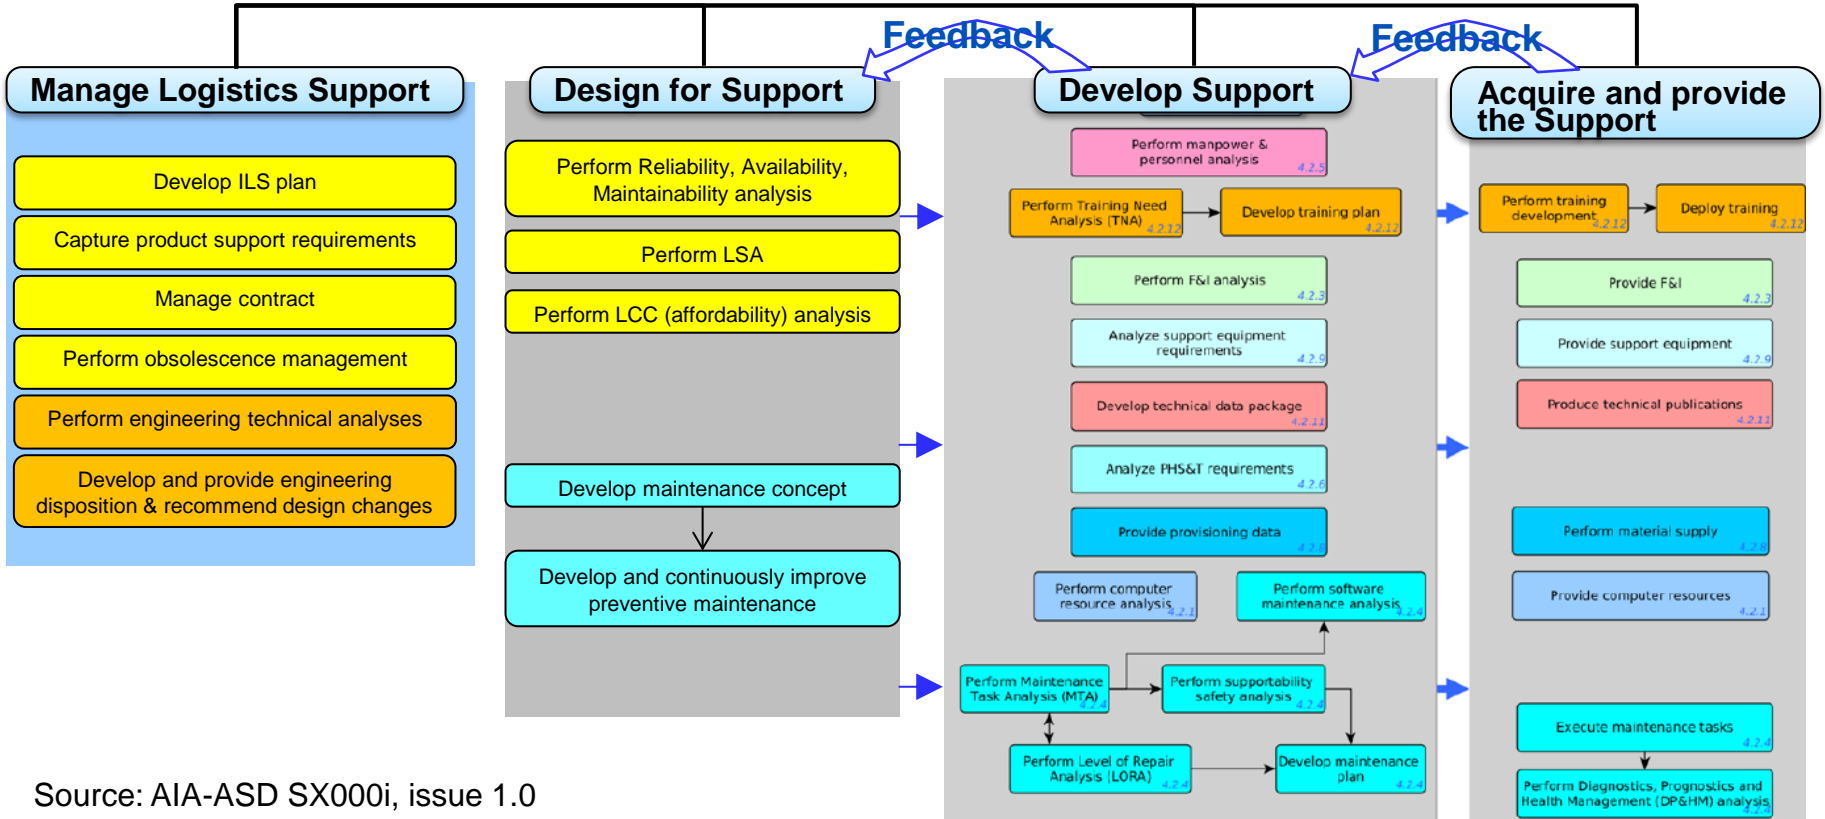 Feedback
Feedback
Manage Logistics Support
Develop ILS plan
Capture product support requirements
Manage contract
Perform obsolescence management
Perform engineering technical analyses
Develop and provide engineering
disposition & recommend design changes
Design for Support
Perform Reliability, Availability,
Maintainability analysis
Perform LSA
Perform LCC (affordability) analysis
Develop maintenance concept
Develop and continuously improve
preventive maintenance
Develop Support
Perform manpower &
personnel analysis
4.2.5
Perform Training Need
Analysis (TNA)
4.2.12
Develop training plan
4.2.12
Perform F&I analysis
4.2.3
Analyze support equipment
requirements
4.2.9
Develop technical data package
4.2.11
Analyze PHS&T requirements
4.2.6
Provide provisioning data
4.2.8
Perform computer
resource analysis
4.2.1
Perform software
maintenance analysis
4.2.4
Perform Maintenance
Task Analysis (MTA)
4.2.4
Perform supportability
safety analysis
4.2.4
Perform Level of Repair
Analysis (LORA)
4.2.4
Develop maintenance
plan
4.2.4
Acquire and provide
the Support
Perform training
development
4.2.12
Deploy training
4.2.12
Provide F&I
4.2.3
Provide support equipment
4.2.9
Produce technical publications
4.2.11
Perform material supply
4.2.8
Provide computer resources
4.2.1
Execute maintenance tasks
4.2.4
Perform Diagnostics, Prognostics and
Health Management (DP&HM) analysis
4.2.4
Source: AIA-ASD SX000i, issue 1.0